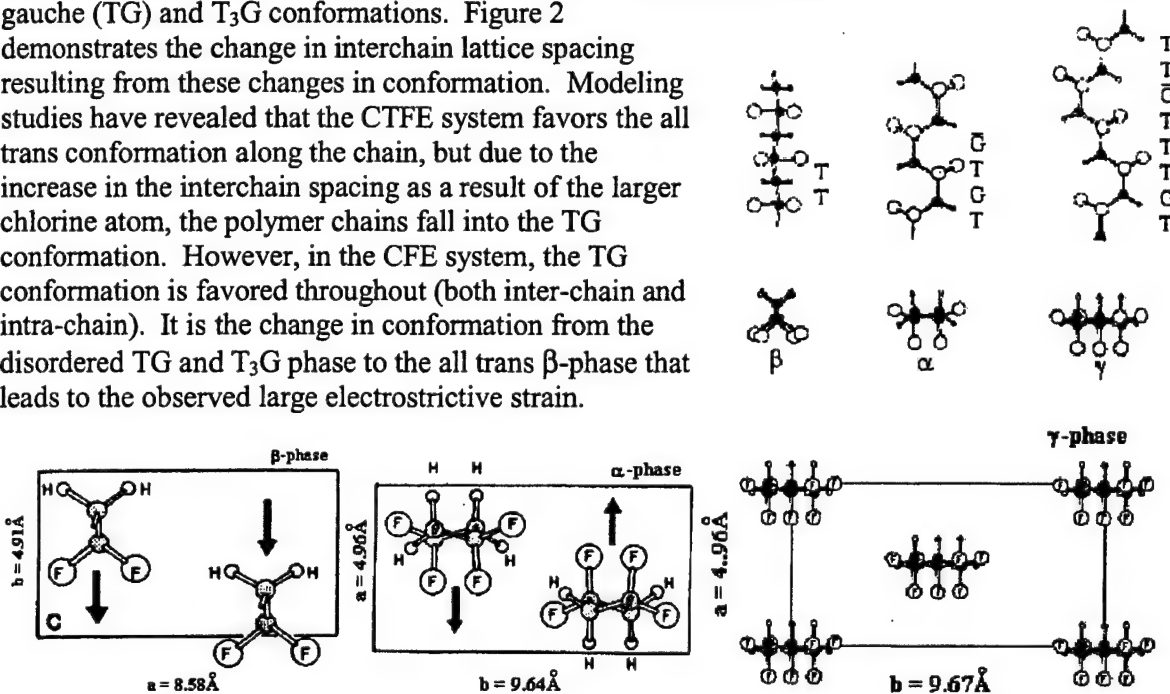 gauche (TG) and T₃G conformations. Figure 2
demonstrates the change in interchain lattice spacing
resulting from these changes in conformation. Modeling
studies have revealed that the CTFE system favors the all
trans conformation along the chain, but due to the
increase in the interchain spacing as a result of the larger
chlorine atom, the polymer chains fall into the TG
conformation. However, in the CFE system, the TG
conformation is favored throughout (both inter-chain and
intra-chain). It is the change in conformation from the
disordered TG and T₃G phase to the all trans β-phase that
leads to the observed large electrostrictive strain.
T
T
G̅
T
G
T
T
T
G̅
T
T
T
G
T
β
α
γ
β-phase
H H
F F
H H
F F
C
b = 4.91Å
a = 8.58Å
α-phase
H H
F F
H H
F F
F F
H H
F F
H H
a = 4.96Å
b = 9.64Å
γ-phase
a = 4..96Å
b = 9.67Å